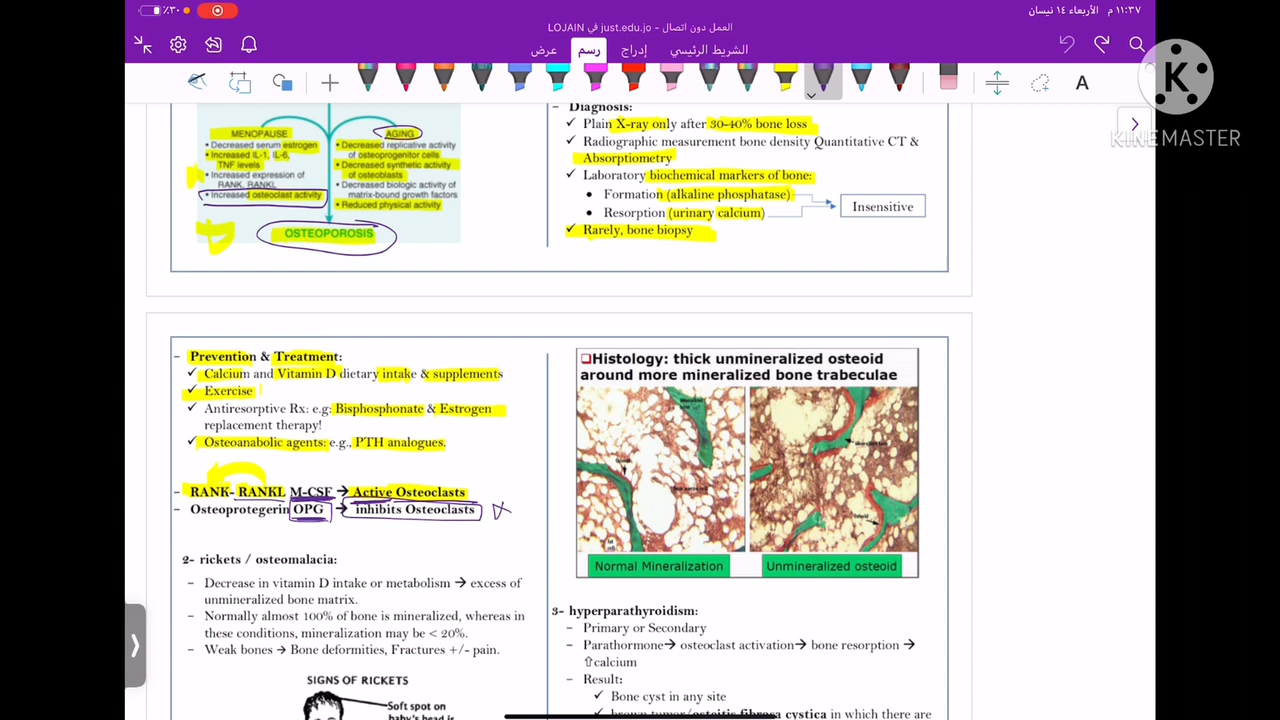 ١١:٣٧ م الأربعاء ١٤ نيسان
٪٣٠
العمل دون اتصال - just.edu.jo في LOJAIN
الشريط الرئيسي
إدراج
رسم
عرض
A
K
KINEMASTER
MENOPAUSE
• Decreased serum estrogen
• Increased IL-1, IL-6,
TNF levels
• Increased expression of
RANK, RANKL
• Increased osteoclast activity
AGING
• Decreased replicative activity
of osteoprogenitor cells
• Decreased synthetic activity
of osteoblasts
• Decreased biologic activity of
matrix-bound growth factors
• Reduced physical activity
OSTEOPOROSIS
– Diagnosis:
✓ Plain X-ray only after 30-40% bone loss
✓ Radiographic measurement bone density Quantitative CT &
Absorptiometry
✓ Laboratory biochemical markers of bone:
• Formation (alkaline phosphatase)
• Resorption (urinary calcium)
Insensitive
✓ Rarely, bone biopsy
– Prevention & Treatment:
✓ Calcium and Vitamin D dietary intake & supplements
✓ Exercise
✓ Antiresorptive Rx: e.g: Bisphosphonate & Estrogen
replacement therapy!
✓ Osteoanabolic agents: e.g., PTH analogues.
– RANK- RANKL M-CSF → Active Osteoclasts
– Osteoprotegerin OPG → inhibits Osteoclasts
2- rickets / osteomalacia:
– Decrease in vitamin D intake or metabolism → excess of
unmineralized bone matrix.
– Normally almost 100% of bone is mineralized, whereas in
these conditions, mineralization may be < 20%.
– Weak bones → Bone deformities, Fractures +/- pain.
SIGNS OF RICKETS
Soft spot on
baby's head is
❑Histology: thick unmineralized osteoid
around more mineralized bone trabeculae
Normal Mineralization
Unmineralized osteoid
3- hyperparathyroidism:
– Primary or Secondary
– Parathormone→ osteoclast activation→ bone resorption →
⇧calcium
– Result:
✓ Bone cyst in any site
✓ brown tumor/osteitis fibrosa cystica in which there are